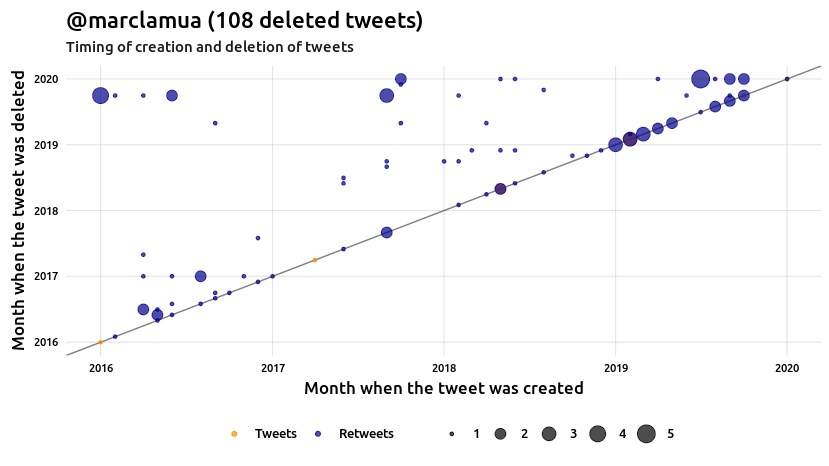 @marclamua (108 deleted tweets)
Timing of creation and deletion of tweets
Month when the tweet was deleted
2020
2019
2018
2017
2016
2016 2017 2018 2019 2020
Month when the tweet was created
Tweets Retweets 1 2 3 4 5